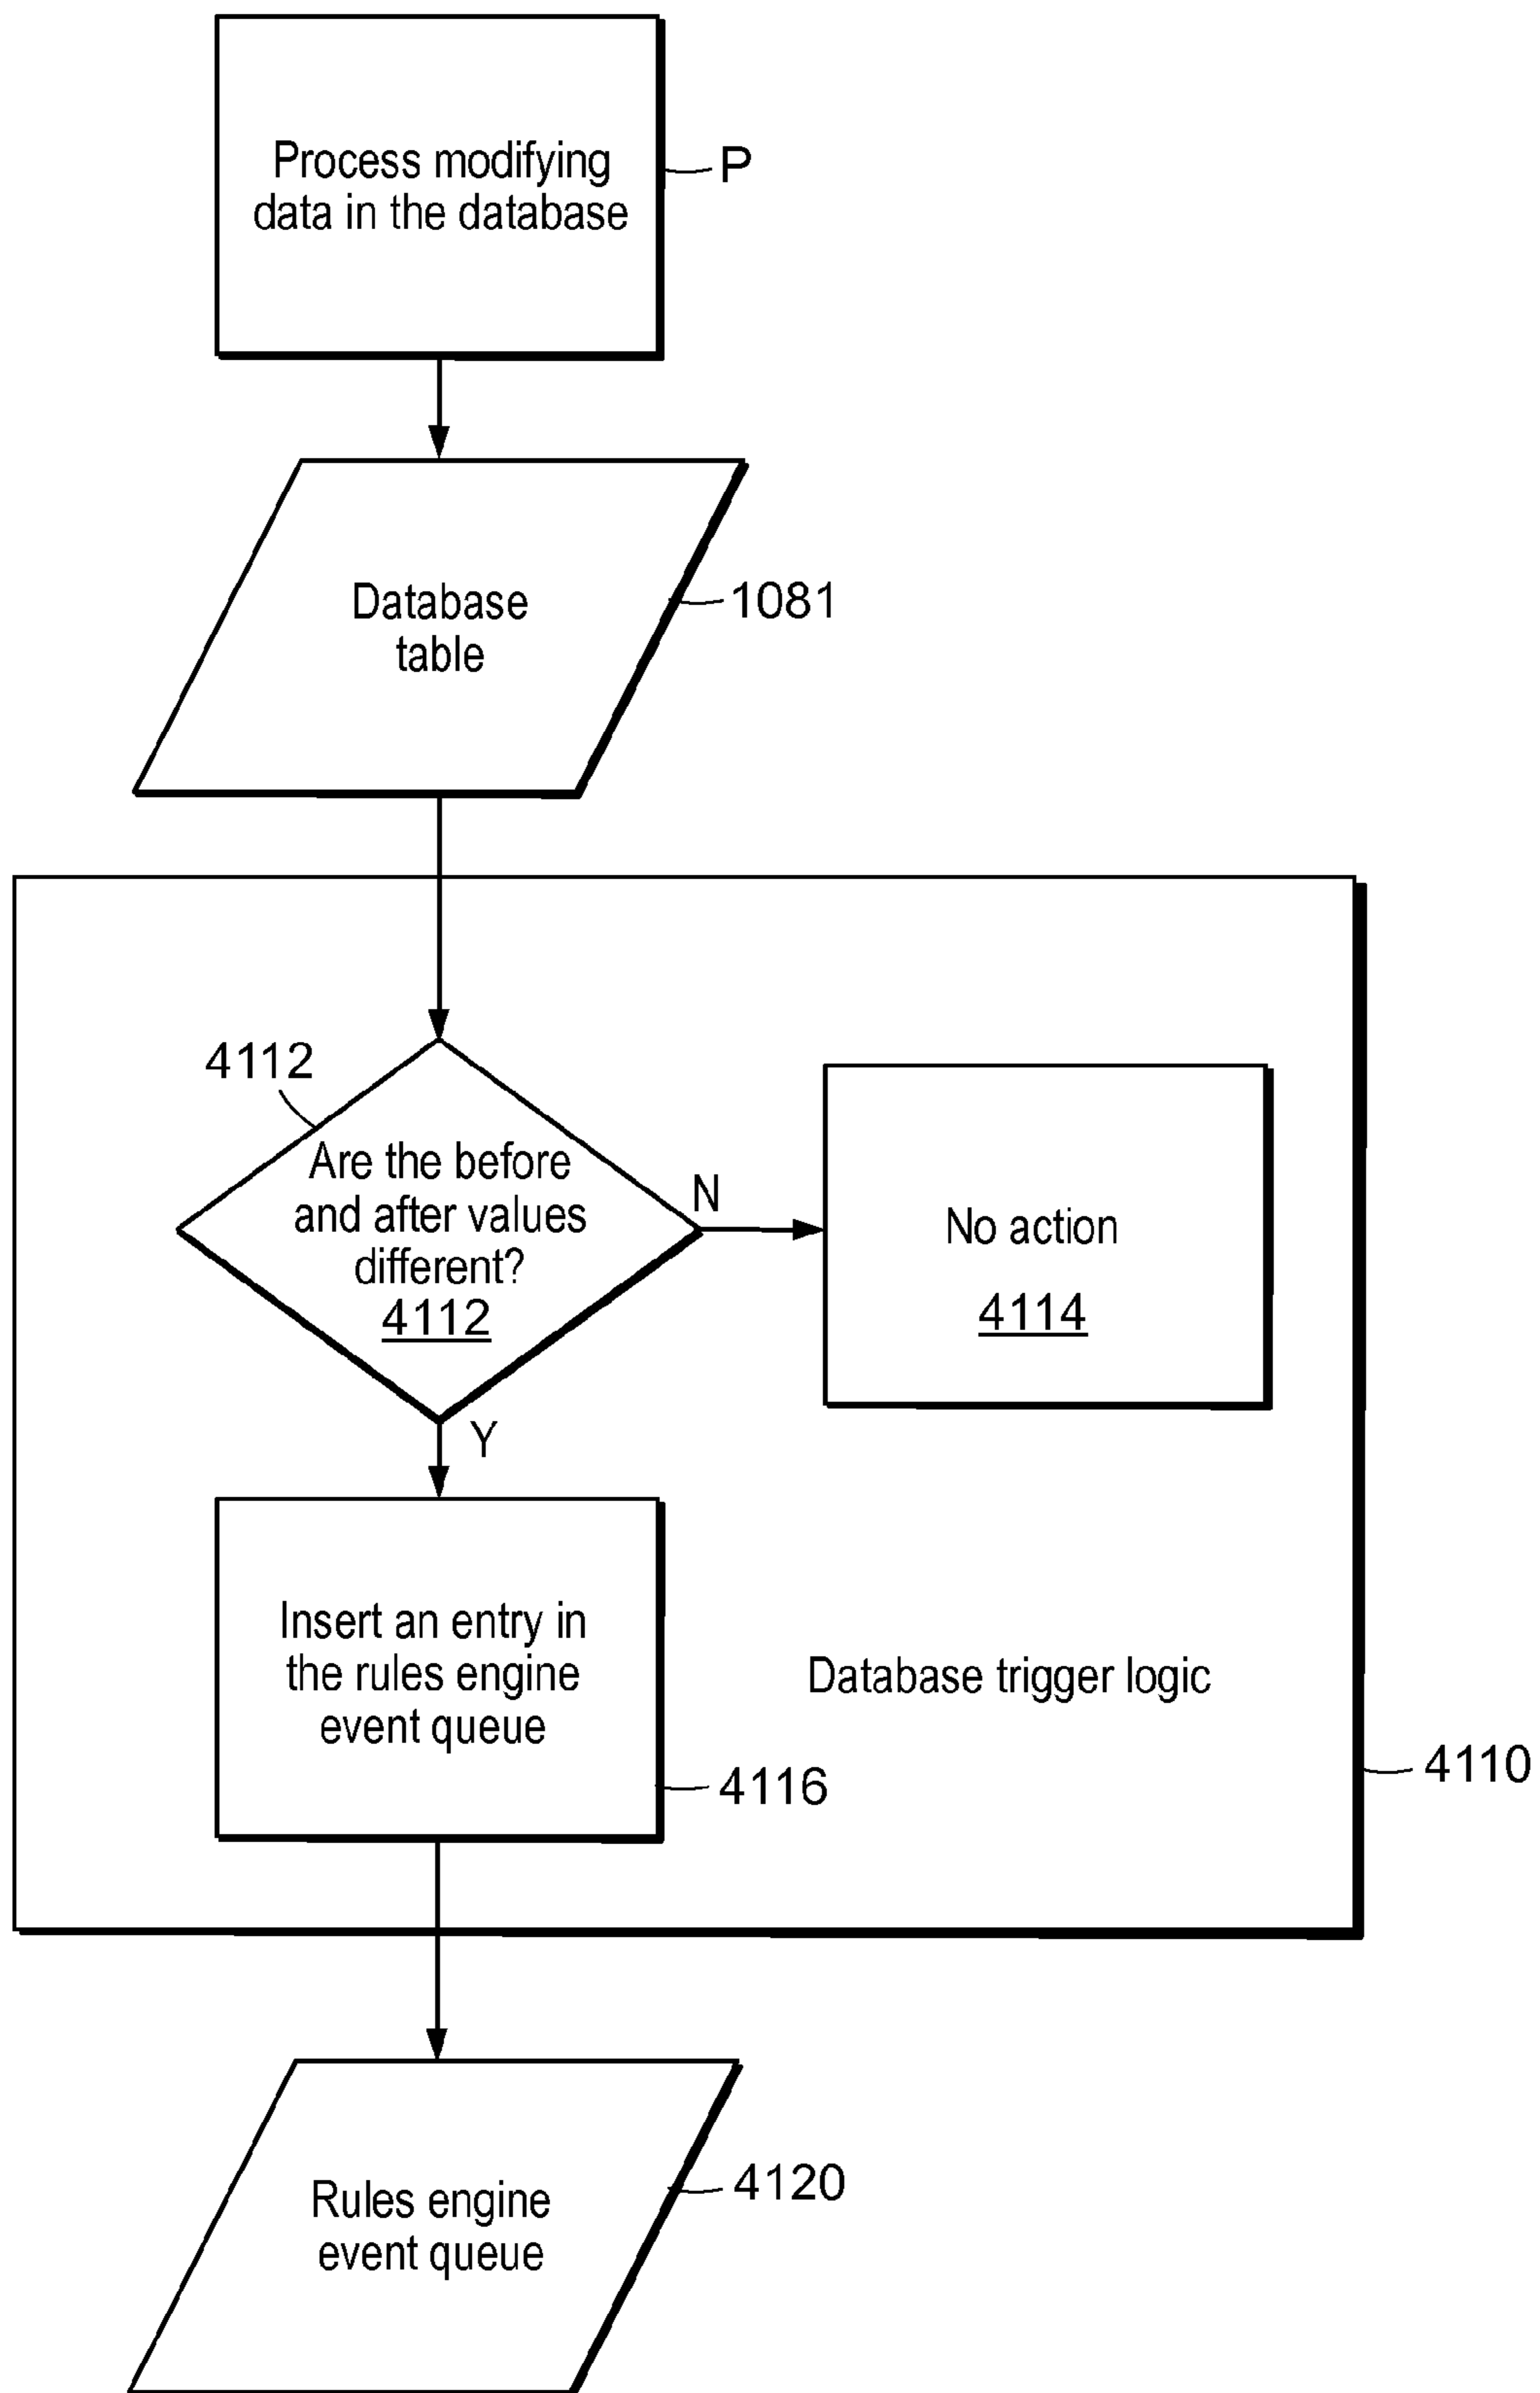 Process modifying
data in the database
P
Database
table
1081
4112
Are the before
and after values
different?
4112
N
No action
4114
Y
Insert an entry in
the rules engine
event queue
4116
Database trigger logic
4110
Rules engine
event queue
4120